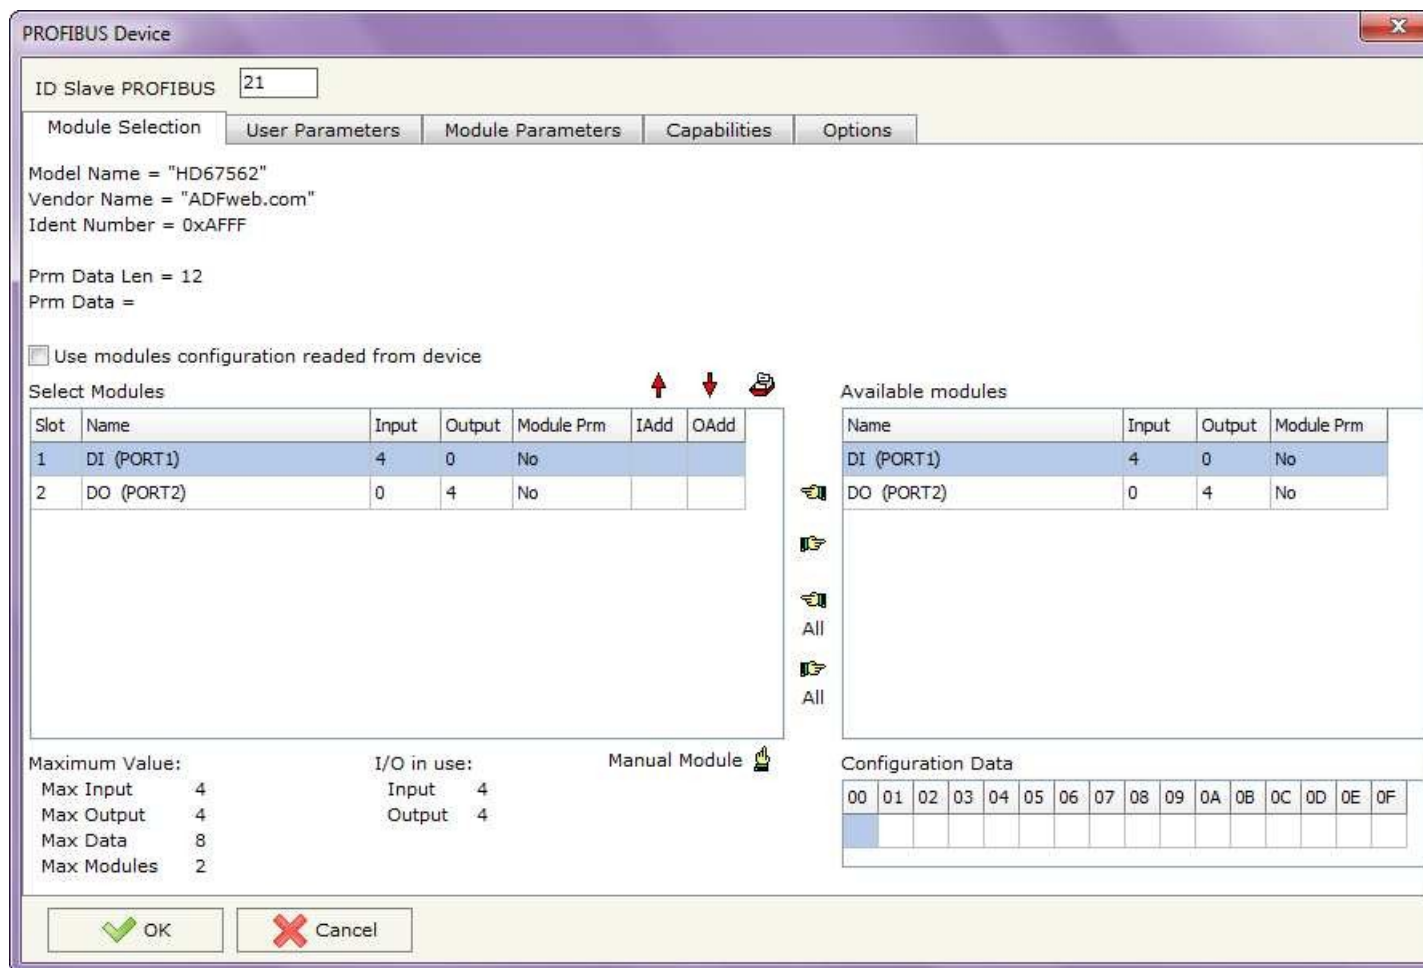 PROFIBUS Device
ID Slave PROFIBUS 21
Module Selection User Parameters Module Parameters Capabilities Options
Model Name = "HD67562"
Vendor Name = "ADFweb.com"
Ident Number = 0xAFFF
Prm Data Len = 12
Prm Data =
Use modules configuration readed from device
Select Modules Available modules
Slot Name Input Output Module Prm IAdd OAdd Name Input Output Module Prm
1 DI (PORT1) 4 0 No DI (PORT1) 4 0 No
2 DO (PORT2) 0 4 No DO (PORT2) 0 4 No
All
All
Maximum Value: I/O in use: Manual Module Configuration Data
Max Input 4 Input 4 00 01 02 03 04 05 06 07 08 09 0A 0B 0C 0D 0E 0F
Max Output 4 Output 4
Max Data 8
Max Modules 2
OK Cancel